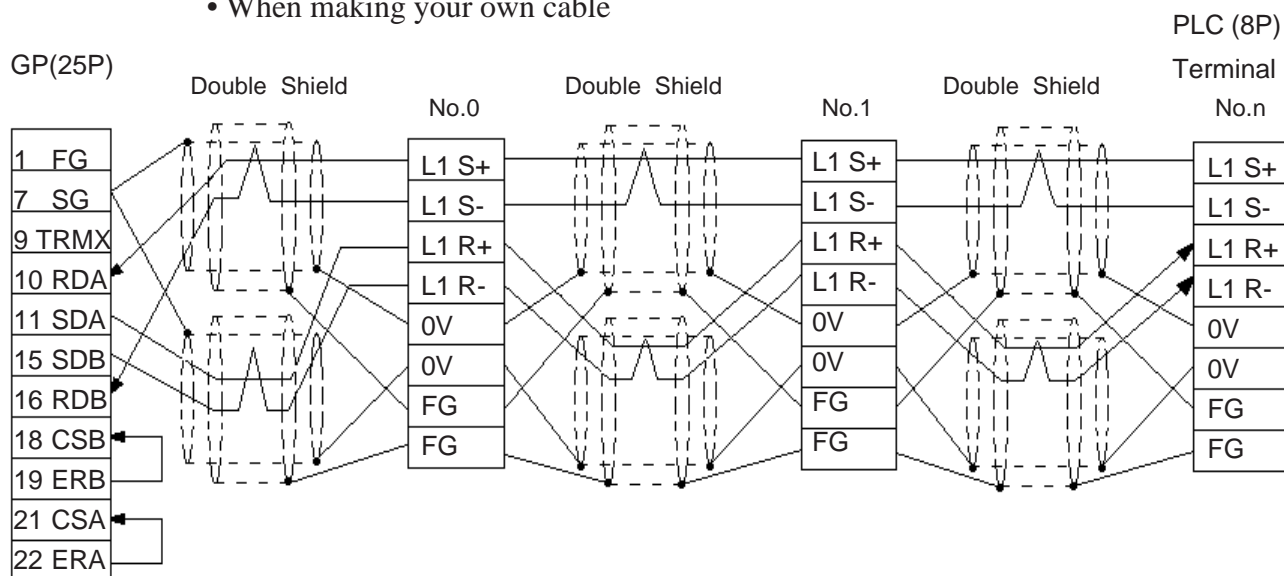 • When making your own cable
PLC (8P)
GP(25P)
Terminal
Double Shield
Double Shield
Double Shield
No.0
No.1
No.n
1 FG
7 SG
9 TRMX
10 RDA
11 SDA
15 SDB
16 RDB
18 CSB
19 ERB
21 CSA
22 ERA
L1 S+
L1 S-
L1 R+
L1 R-
0V
0V
FG
FG
L1 S+
L1 S-
L1 R+
L1 R-
0V
0V
FG
FG
L1 S+
L1 S-
L1 R+
L1 R-
0V
0V
FG
FG